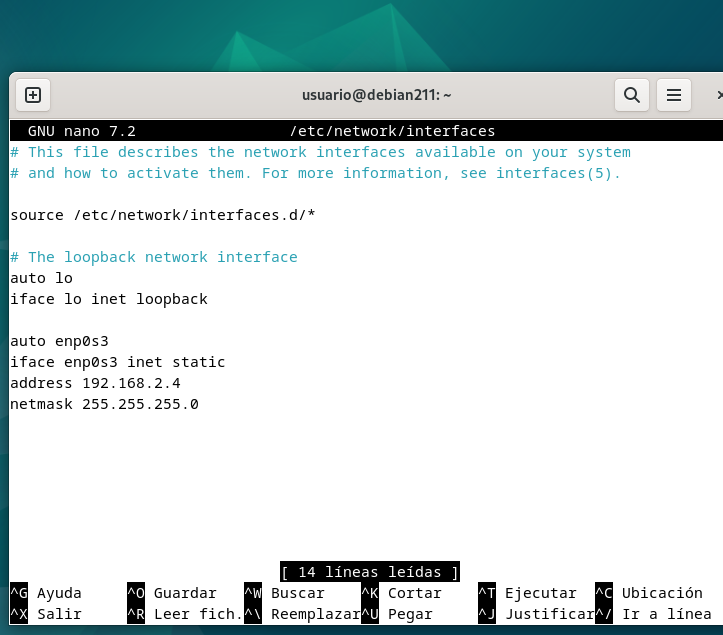 usuario@debian211: ~
GNU nano 7.2 /etc/network/interfaces
# This file describes the network interfaces available on your system
# and how to activate them. For more information, see interfaces(5).
source /etc/network/interfaces.d/*
# The loopback network interface
auto lo
iface lo inet loopback
auto enp0s3
iface enp0s3 inet static
address 192.168.2.4
netmask 255.255.255.0
[ 14 líneas leídas ]
^G Ayuda ^O Guardar ^W Buscar ^K Cortar ^T Ejecutar ^C Ubicación
^X Salir ^R Leer fich. ^\ Reemplazar ^U Pegar ^J Justificar ^/ Ir a línea